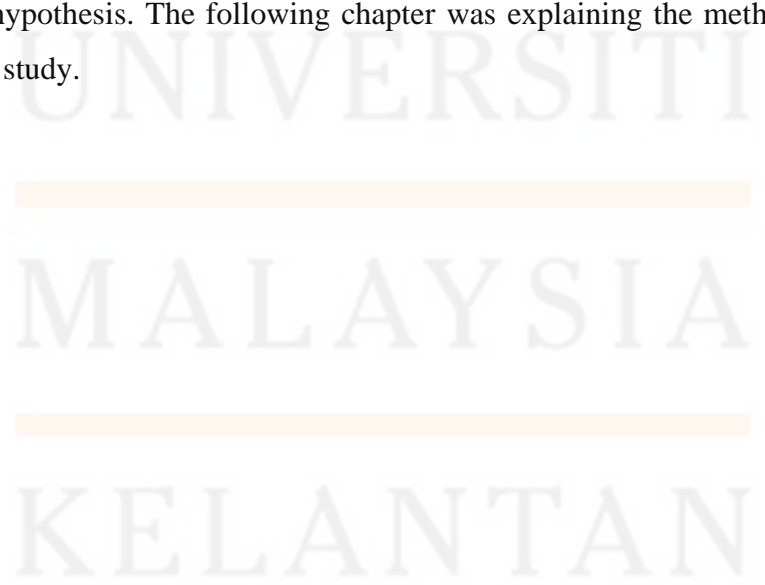 hypothesis. The following chapter was explaining the meth
study.
UNIVERSITI
MALAYSIA
KELANTAN